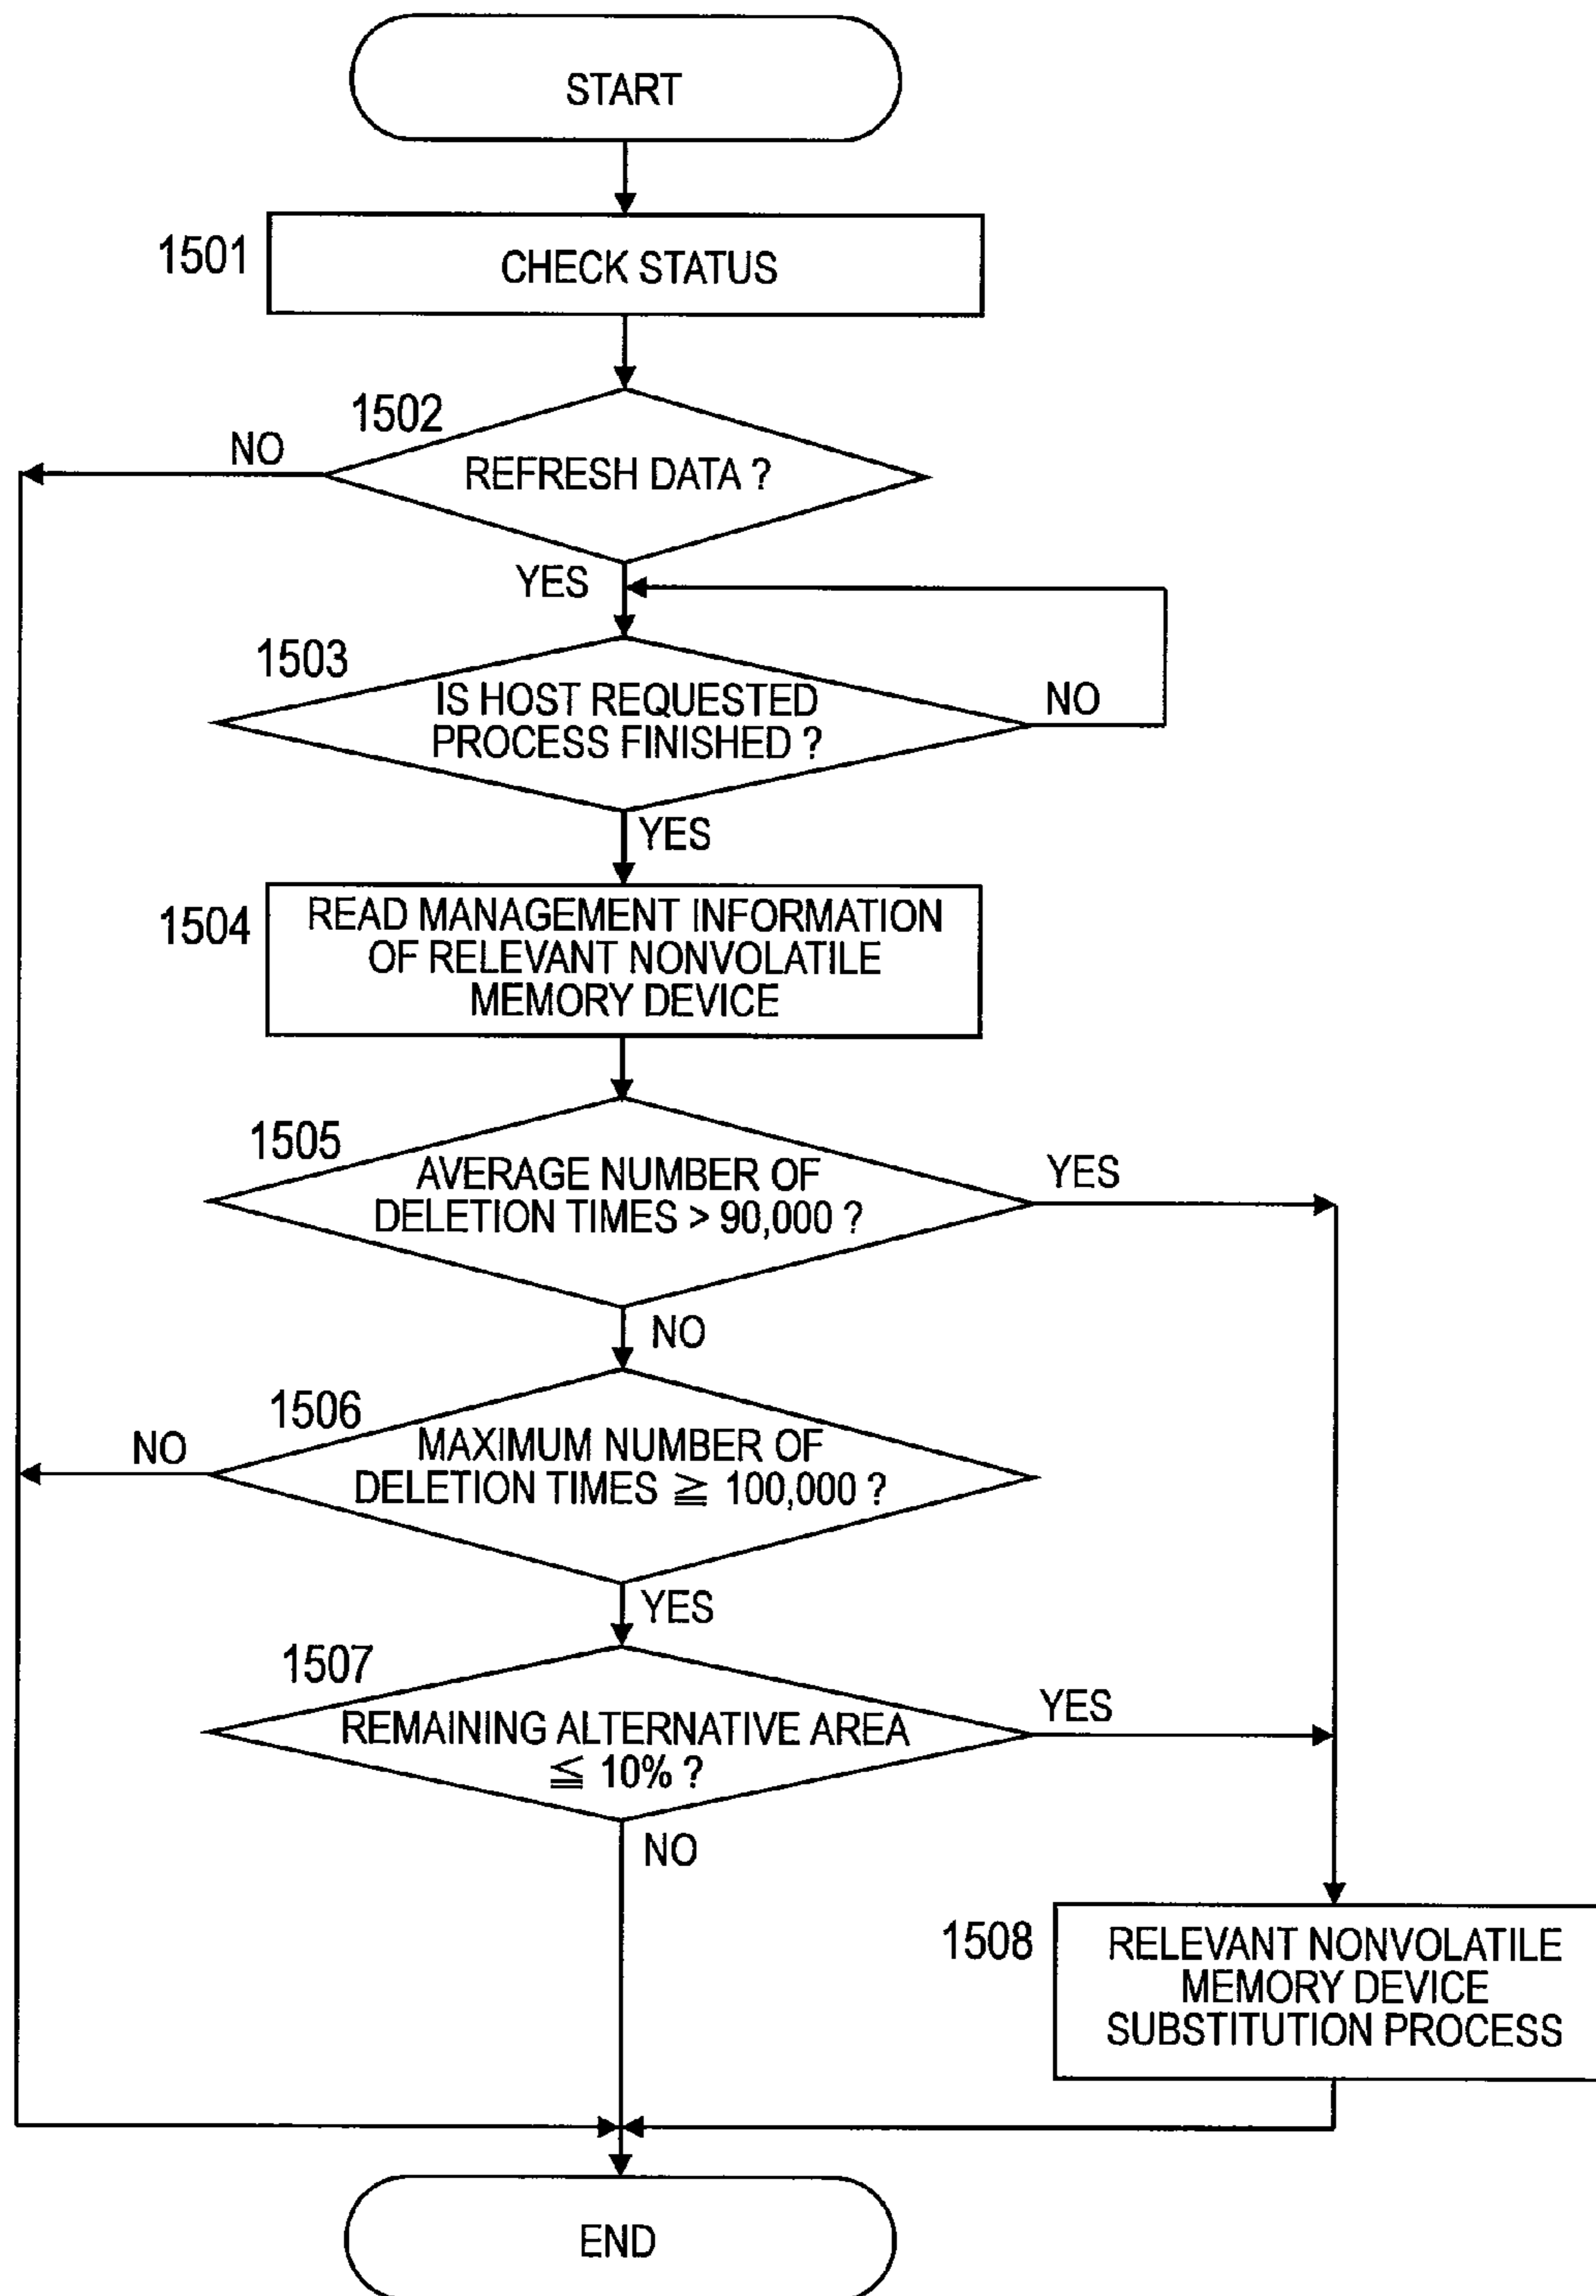 START
1501
CHECK STATUS
1502
NO
REFRESH DATA ?
YES
1503
IS HOST REQUESTED
PROCESS FINISHED ?
NO
YES
1504
READ MANAGEMENT INFORMATION
OF RELEVANT NONVOLATILE
MEMORY DEVICE
1505
AVERAGE NUMBER OF
DELETION TIMES > 90,000 ?
YES
NO
1506
NO
MAXIMUM NUMBER OF
DELETION TIMES ≧ 100,000 ?
YES
1507
REMAINING ALTERNATIVE AREA
≦ 10% ?
YES
NO
1508
RELEVANT NONVOLATILE
MEMORY DEVICE
SUBSTITUTION PROCESS
END